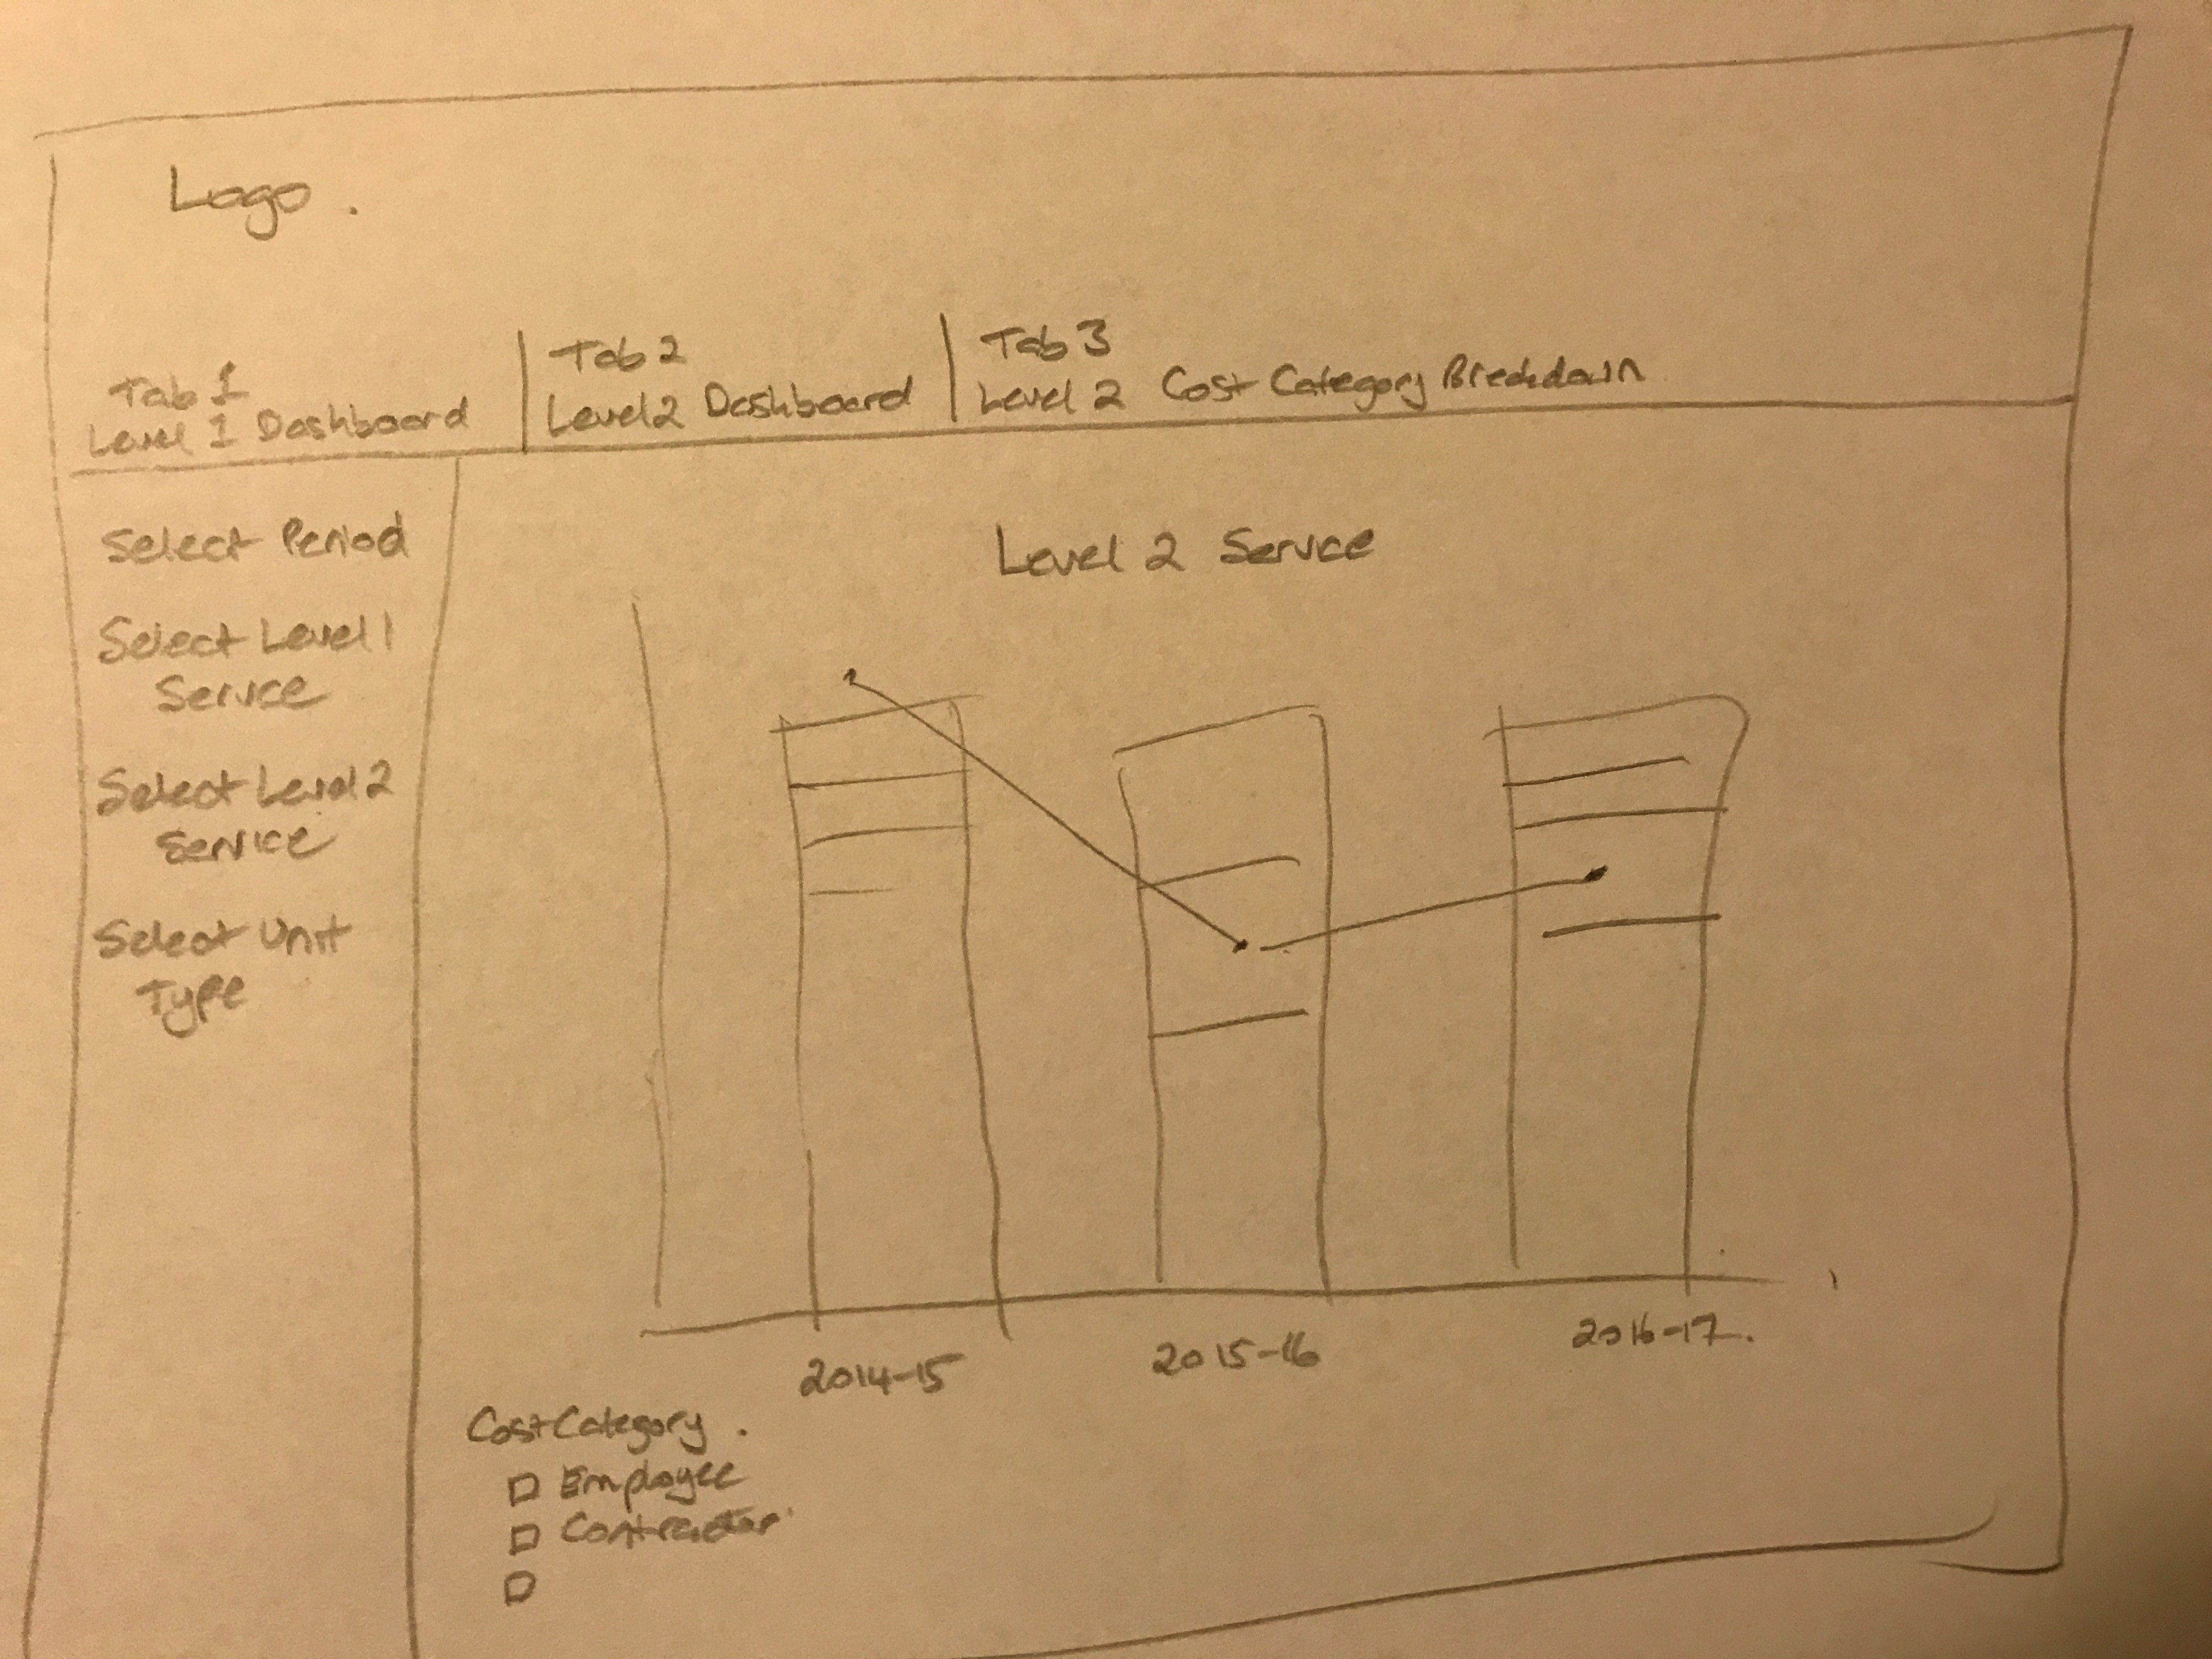 Logo.
Tab 1
Level 1 Dashboard
Tab 2
Level 2 Dashboard
Tab 3
Level 2 Cost Category Breakdown
Select Period
Select Level 1
Service
Select Level 2
Service
Select Unit
Type
Level 2 Service
2014-15
2015-16
2016-17.
Cost Category.
Employee
Contractor